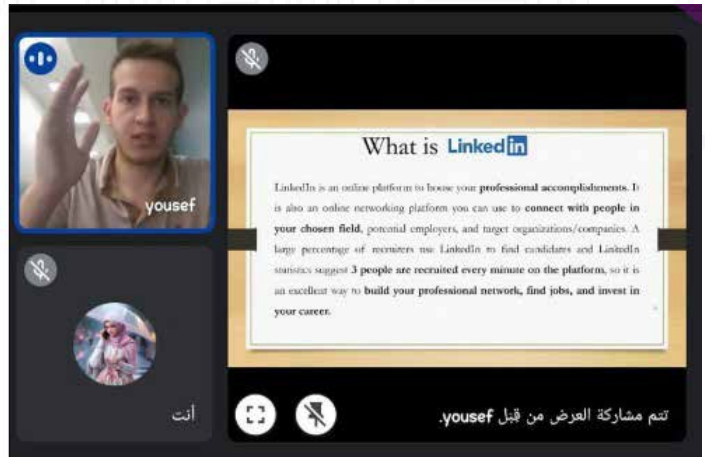 yousef
أنت
What is Linked in
LinkedIn is an online platform to house your professional accomplishments. It
is also an online networking platform you can use to connect with people in
your chosen field, potential employers, and target organizations/companies. A
large percentage of recruiters use LinkedIn to find candidates and LinkedIn
statistics suggest 3 people are recruited every minute on the platform, so it is
an excellent way to build your professional network, find jobs, and invest in
your career.
تتم مشاركة العرض من قِبَل yousef.